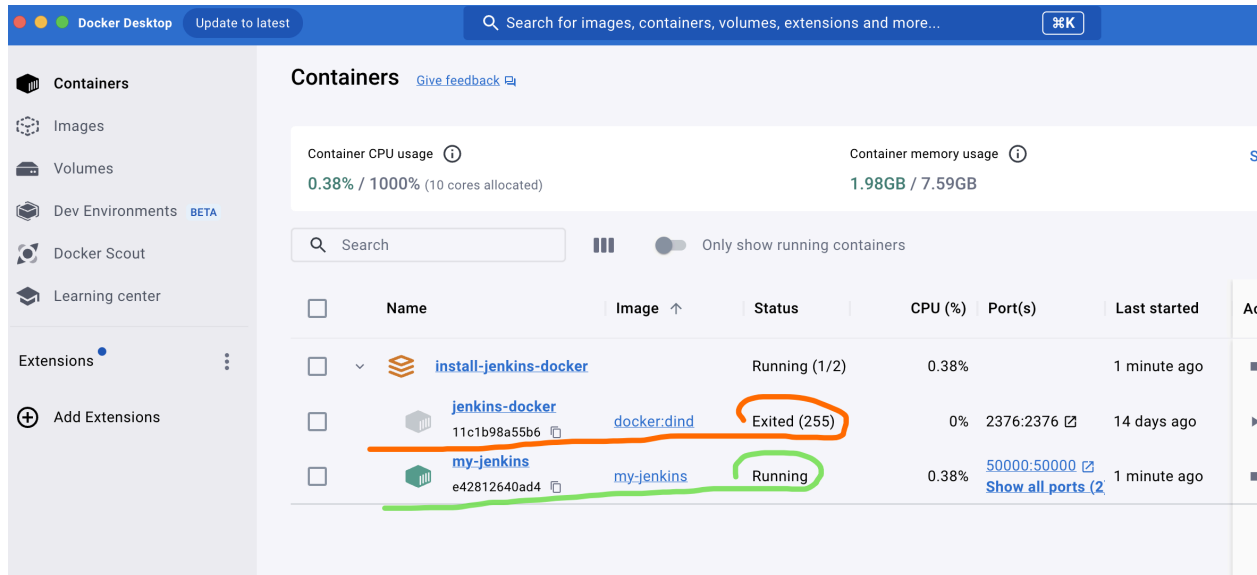 Docker Desktop Update to latest Search for images, containers, volumes, extensions and more... ⌘K
Containers
Images
Volumes
Dev Environments BETA
Docker Scout
Learning center
Extensions
Add Extensions
Containers Give feedback
Container CPU usage
0.38% / 1000% (10 cores allocated)
Container memory usage
1.98GB / 7.59GB
Search Only show running containers
Name Image Status CPU (%) Port(s) Last started
install-jenkins-docker Running (1/2) 0.38% 1 minute ago
jenkins-docker
11c1b98a55b6 docker:dind Exited (255) 0% 2376:2376 14 days ago
my-jenkins
e42812640ad4 my-jenkins Running 0.38% 50000:50000 1 minute ago
Show all ports (2